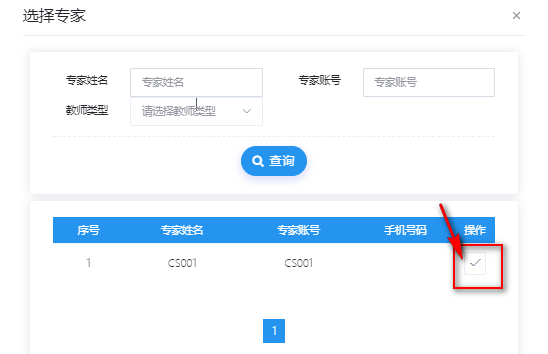 选择专家 ×
专家姓名 专家姓名 专家账号 专家账号
教师类型 请选择教师类型
查询
序号 专家姓名 专家账号 手机号码 操作
1 CS001 CS001
1